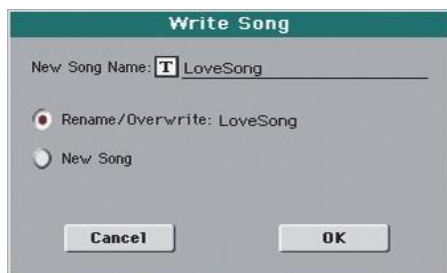 Write Song
New Song Name: T LoveSong
Rename/Overwrite: LoveSong
New Song
Cancel OK